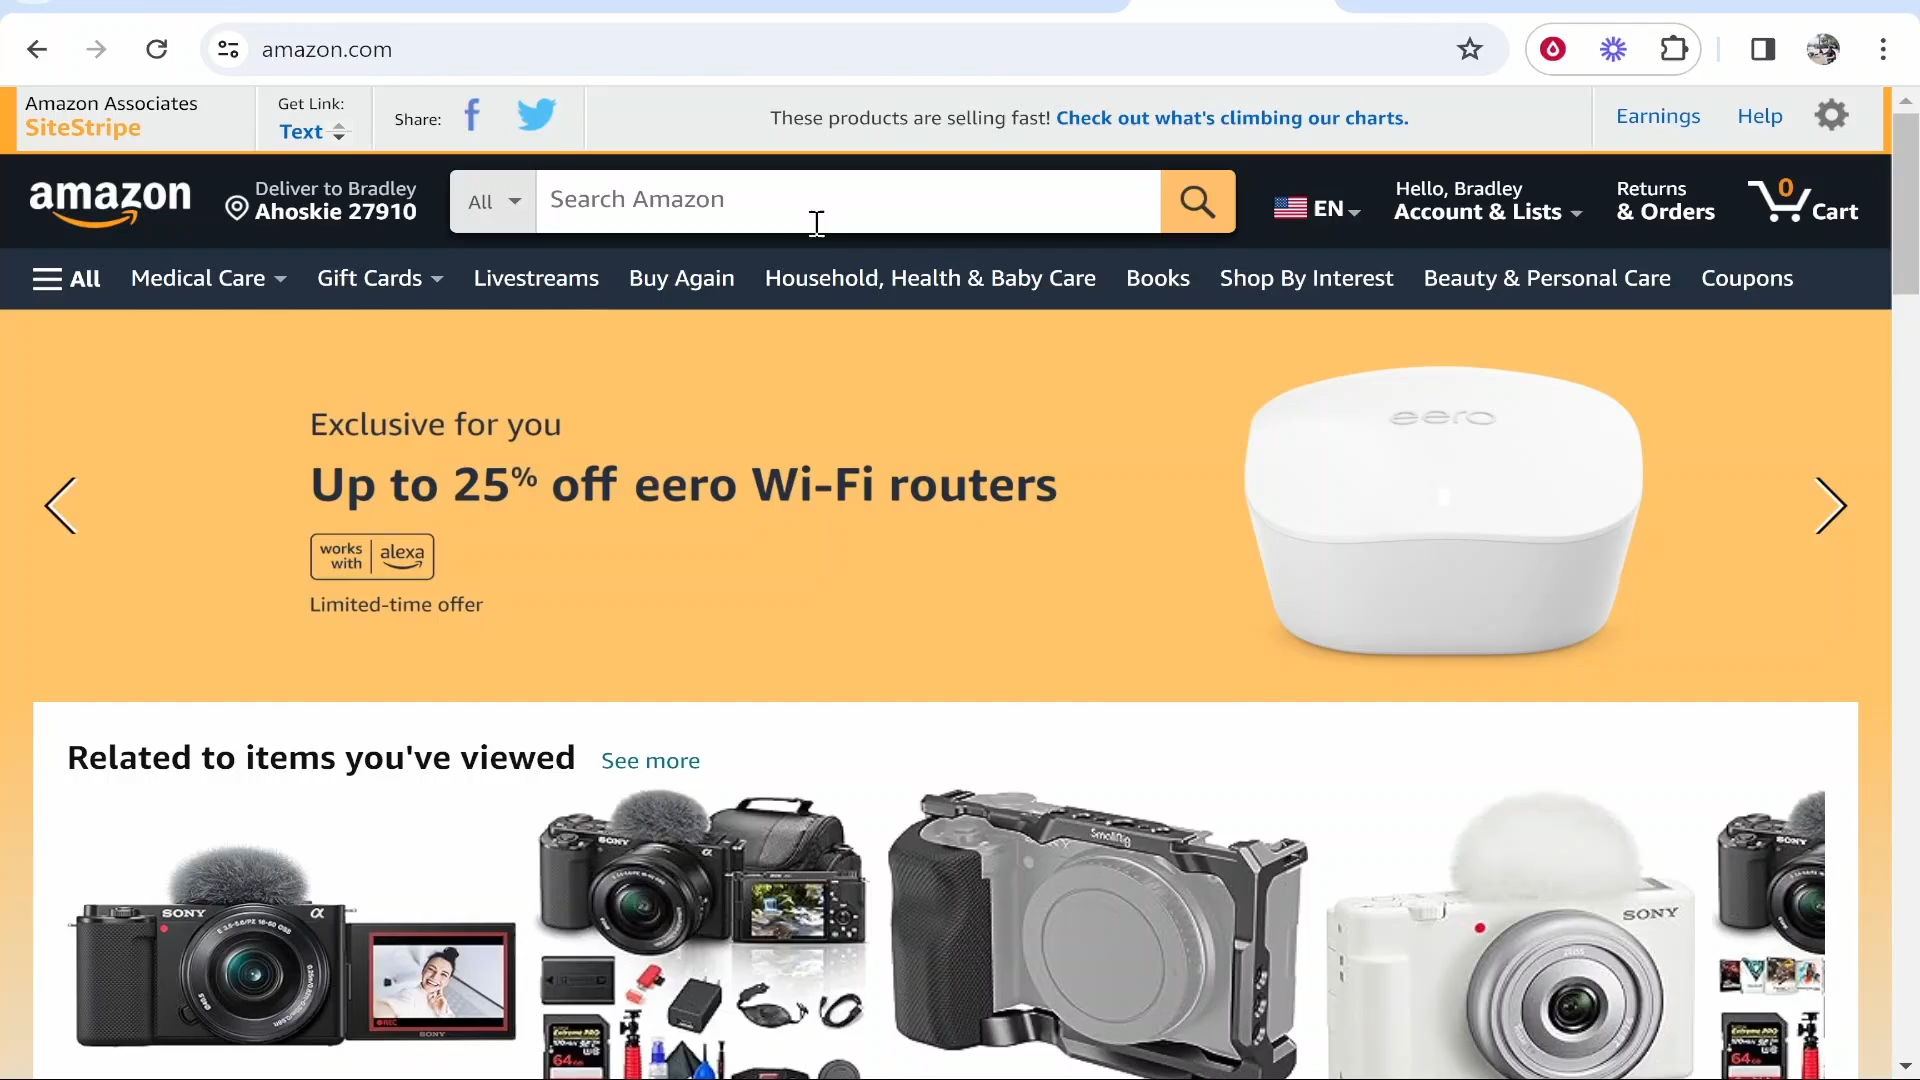 amazon.com
Amazon Associates
SiteStripe
Get Link:
Text
Share:
These products are selling fast! Check out what's climbing our charts.
Earnings
Help
amazon
Deliver to Bradley
Ahoskie 27910
All
Search Amazon
EN
Hello, Bradley
Account & Lists
Returns
& Orders
0
Cart
All
Medical Care
Gift Cards
Livestreams
Buy Again
Household, Health & Baby Care
Books
Shop By Interest
Beauty & Personal Care
Coupons
Exclusive for you
Up to 25% off eero Wi-Fi routers
works with
alexa
Limited-time offer
eero
Related to items you've viewed
See more
SONY
α
SONY
SONY
α
64
SmallRig
SONY
SONY
64